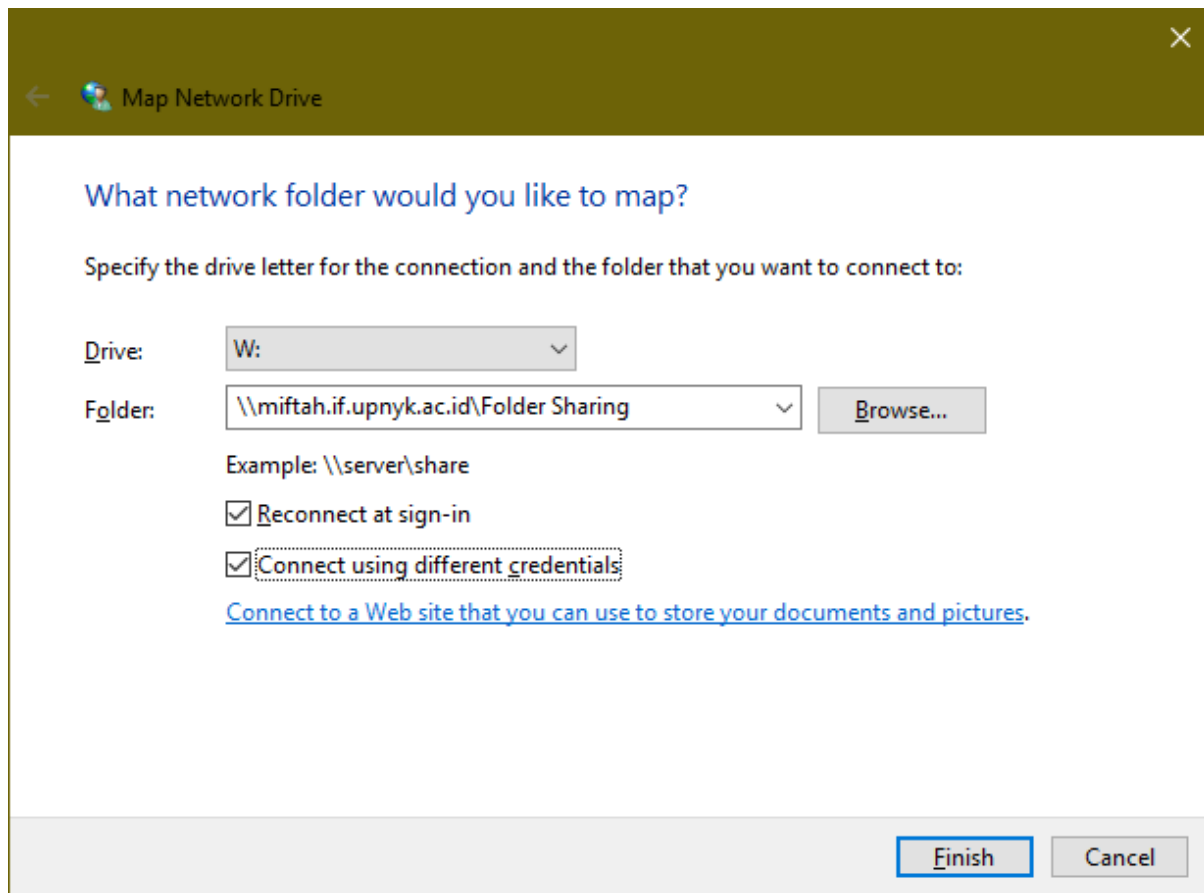 Map Network Drive
What network folder would you like to map?
Specify the drive letter for the connection and the folder that you want to connect to:
Drive: W:
Folder: \\miftah.if.upnyk.ac.id\Folder Sharing Browse...
Example: \\server\share
Reconnect at sign-in
Connect using different credentials
Connect to a Web site that you can use to store your documents and pictures.
Finish Cancel